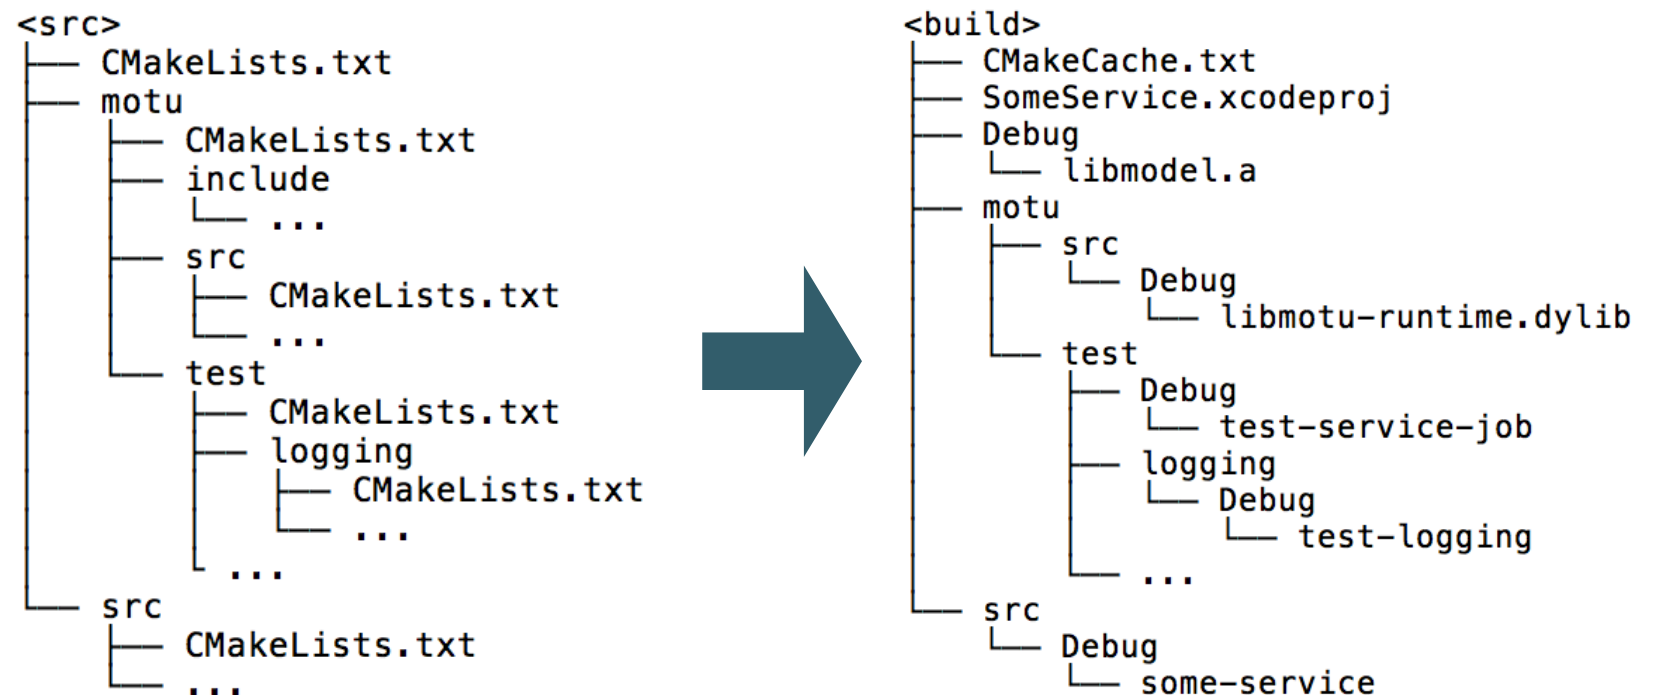 <src>
├── CMakeLists.txt
├── motu
│   ├── CMakeLists.txt
│   ├── include
│   │   └── ...
│   ├── src
│   │   ├── CMakeLists.txt
│   │   └── ...
│   └── test
│       ├── CMakeLists.txt
│       ├── logging
│       │   ├── CMakeLists.txt
│       │   └── ...
│       └ ...
└── src
    ├── CMakeLists.txt
    └── ...
<build>
├── CMakeCache.txt
├── SomeService.xcodeproj
├── Debug
│   └── libmodel.a
├── motu
│   ├── src
│   │   └── Debug
│   │       └── libmotu-runtime.dylib
│   └── test
│       ├── Debug
│       │   └── test-service-job
│       ├── logging
│       │   └── Debug
│       │       └── test-logging
│       └── ...
└── src
    └── Debug
        └── some-service